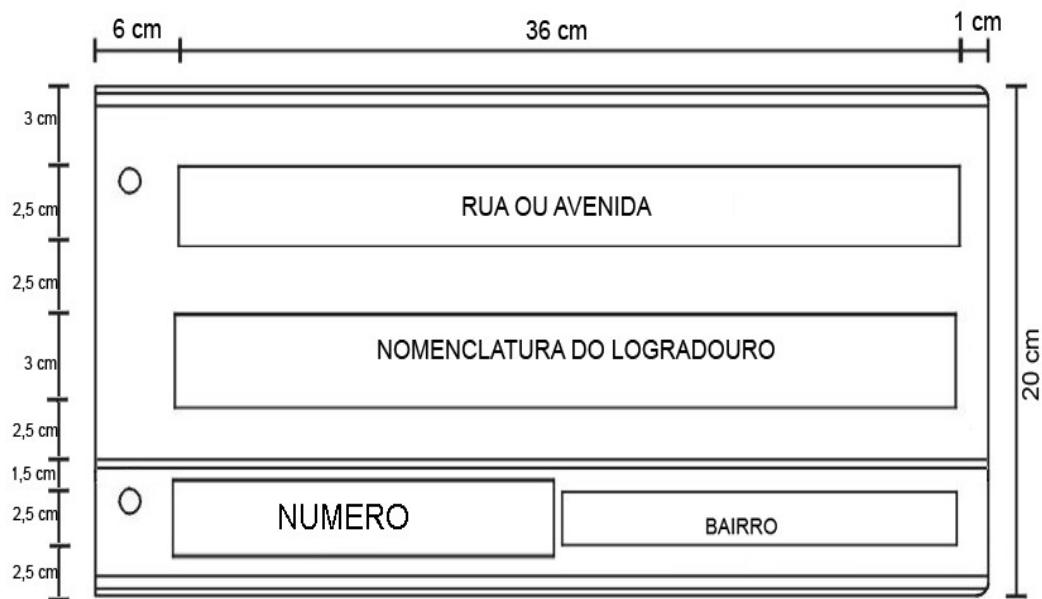 6 cm 36 cm 1 cm
3 cm
2,5 cm
RUA OU AVENIDA
2,5 cm
3 cm
NOMENCLATURA DO LOGRADOURO
20 cm
2,5 cm
1,5 cm
2,5 cm
NUMERO
BAIRRO
2,5 cm